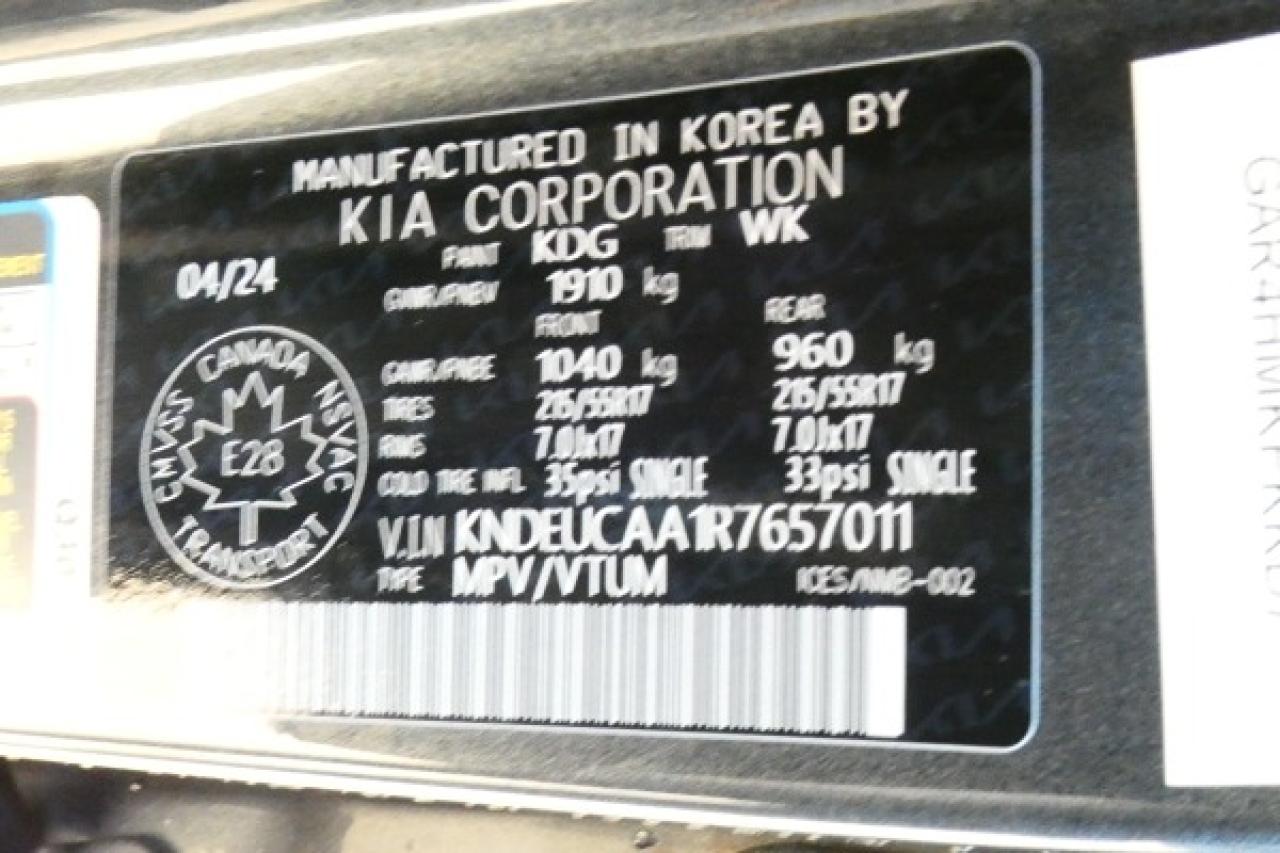 MANUFACTURED IN KOREA BY
KIA CORPORATION
PAINT KDG TRIM WK
04/24
GVWR/PNBV 1910 kg
FRONT REAR
GAWR/PNBE 1040 kg 960 kg
TIRES 215/55R17 215/55R17
RIMS 7.0Jx17 7.0Jx17
COLD TIRE INFL. 35psi SINGLE 33psi SINGLE
V.I.N KNDEUCAA1R7657011
TYPE MPV/VTUM ICES/NMB-002
CANADA
NSVAC
TRANSPORT
CMVSS
E28